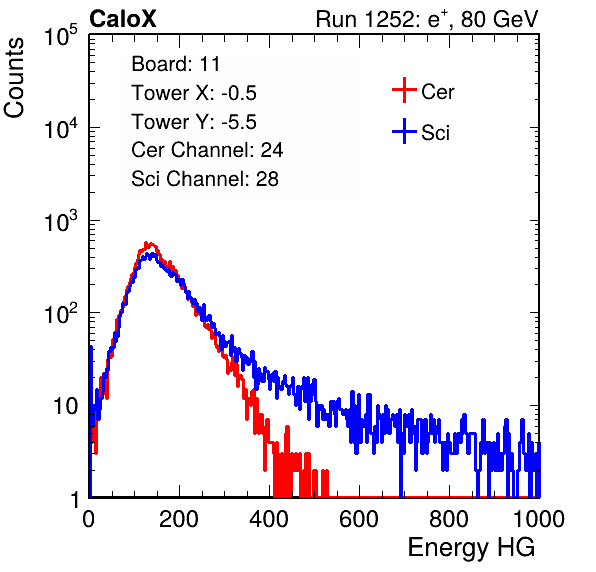 CaloX Run 1252: e⁺, 80 GeV
Counts
Board: 11
Tower X: -0.5
Tower Y: -5.5
Cer Channel: 24
Sci Channel: 28
Cer
Sci
10⁵
10⁴
10³
10²
10
1
0 200 400 600 800 1000
Energy HG